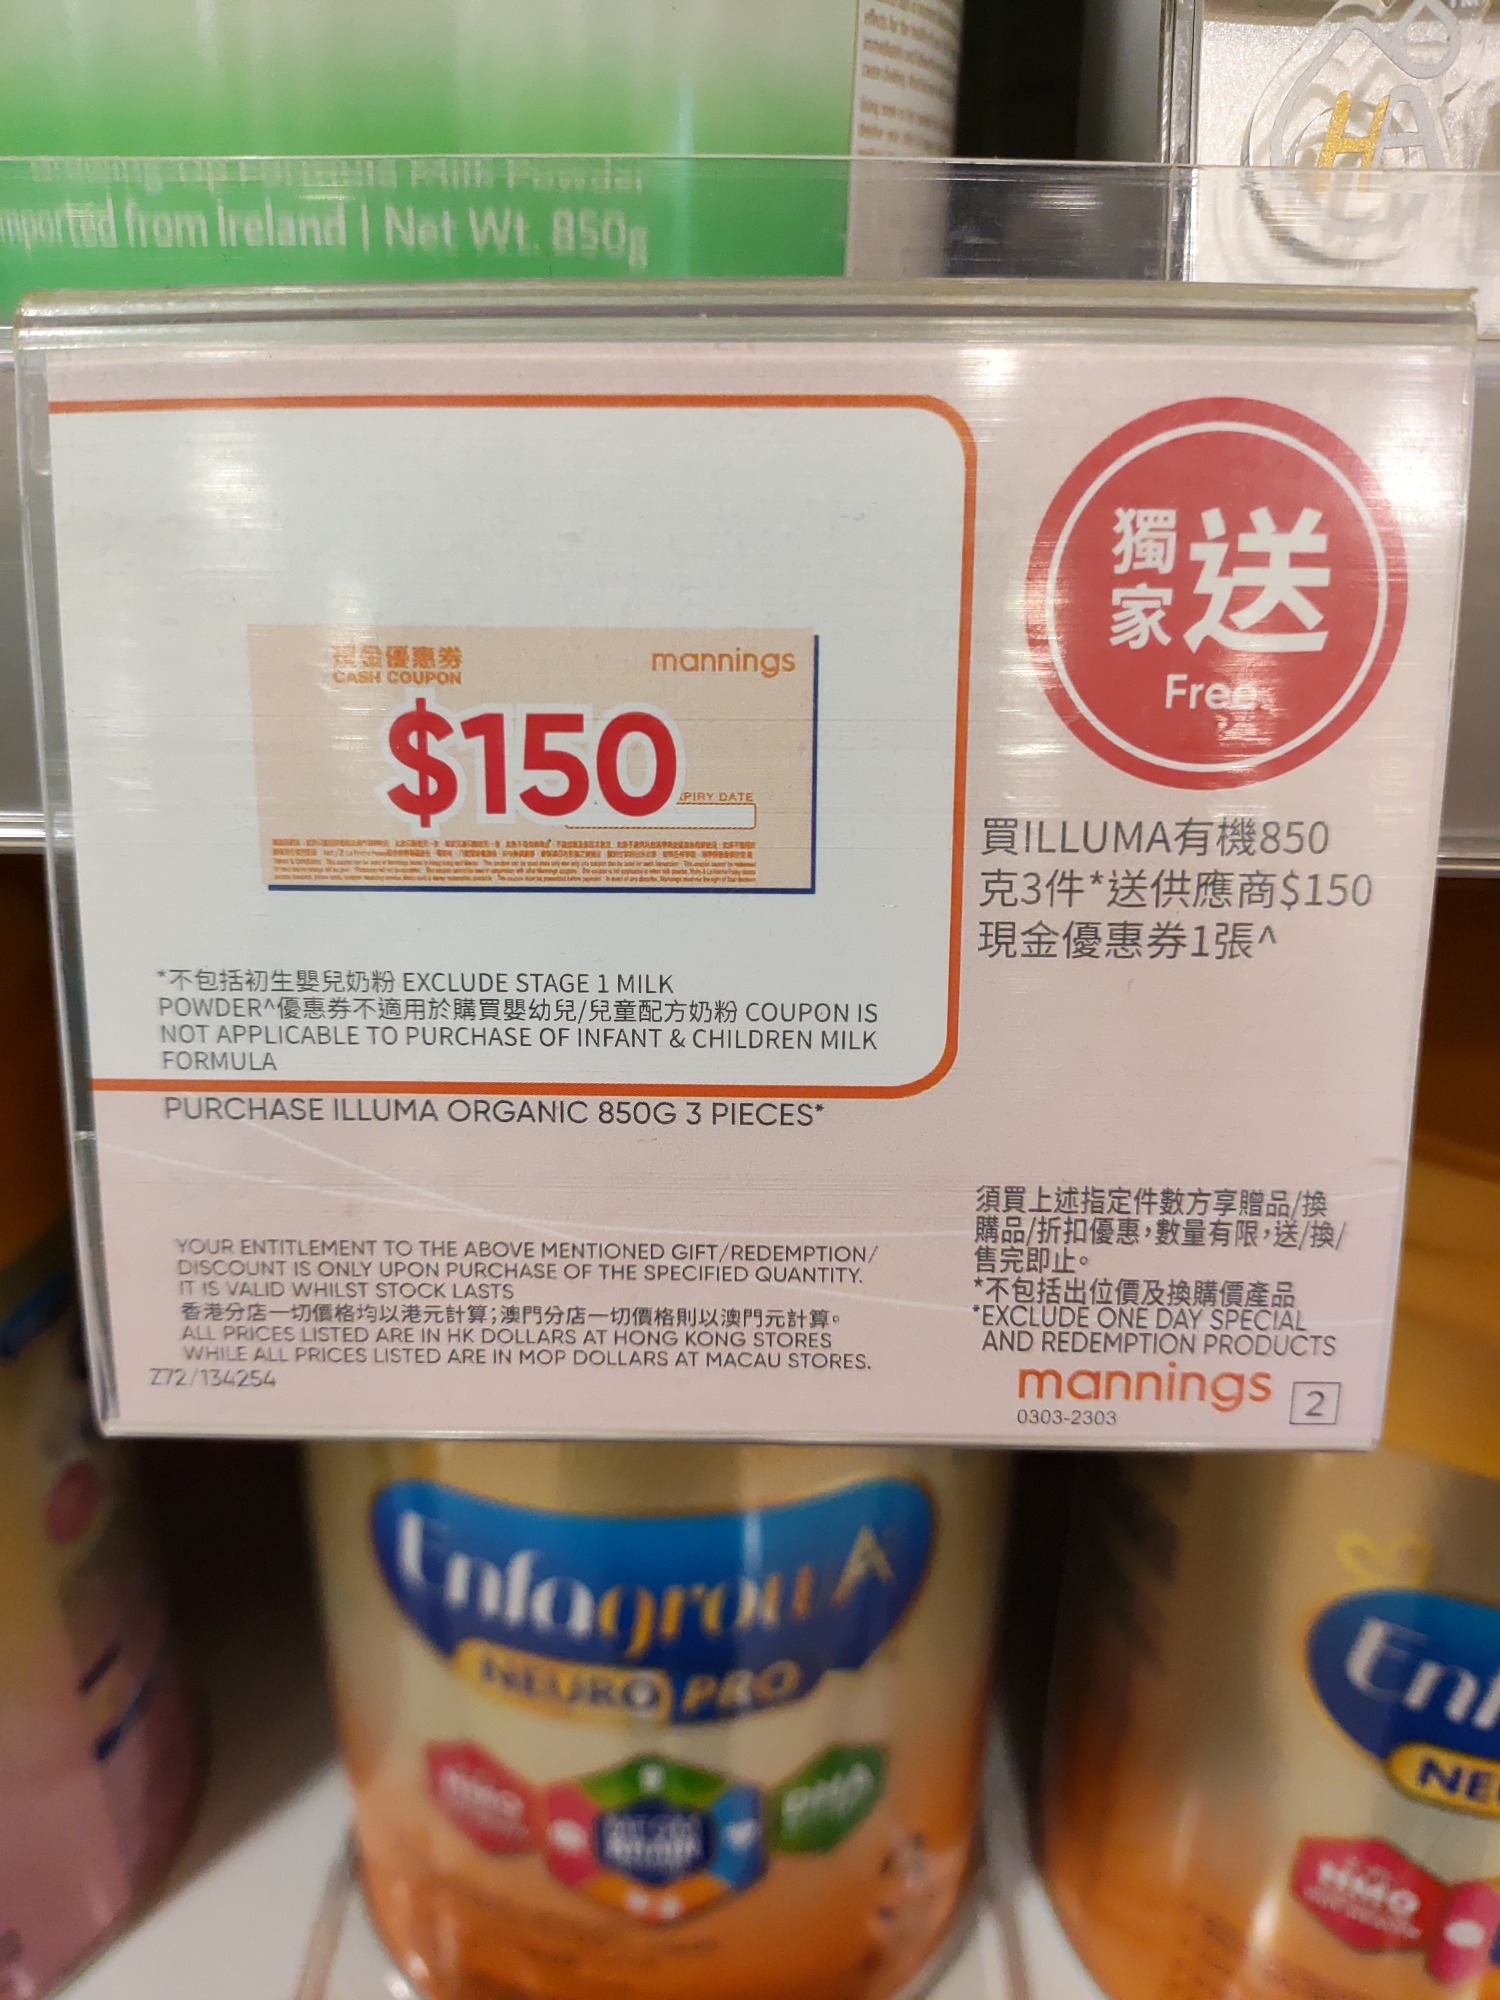 imported from Ireland | Net Wt. 850g
獨家送
Free
現金優惠券
CASH COUPON
mannings
$150
PIRY DATE
買ILLUMA有機850
克3件*送供應商$150
現金優惠券1張^
*不包括初生嬰兒奶粉 EXCLUDE STAGE 1 MILK
POWDER^優惠券不適用於購買嬰幼兒/兒童配方奶粉 COUPON IS
NOT APPLICABLE TO PURCHASE OF INFANT & CHILDREN MILK
FORMULA
PURCHASE ILLUMA ORGANIC 850G 3 PIECES*
YOUR ENTITLEMENT TO THE ABOVE MENTIONED GIFT/REDEMPTION/
DISCOUNT IS ONLY UPON PURCHASE OF THE SPECIFIED QUANTITY.
IT IS VALID WHILST STOCK LASTS
香港分店一切價格均以港元計算;澳門分店一切價格則以澳門元計算。
ALL PRICES LISTED ARE IN HK DOLLARS AT HONG KONG STORES
WHILE ALL PRICES LISTED ARE IN MOP DOLLARS AT MACAU STORES.
Z72/134254
須買上述指定件數方享贈品/換
購品/折扣優惠,數量有限,送/換/
售完即止。
*不包括出位價及換購價產品
*EXCLUDE ONE DAY SPECIAL
AND REDEMPTION PRODUCTS
mannings
2
0303-2303
Enfagrow A+
NEURO PRO
HMO
DHA
Enf
NE
HMO